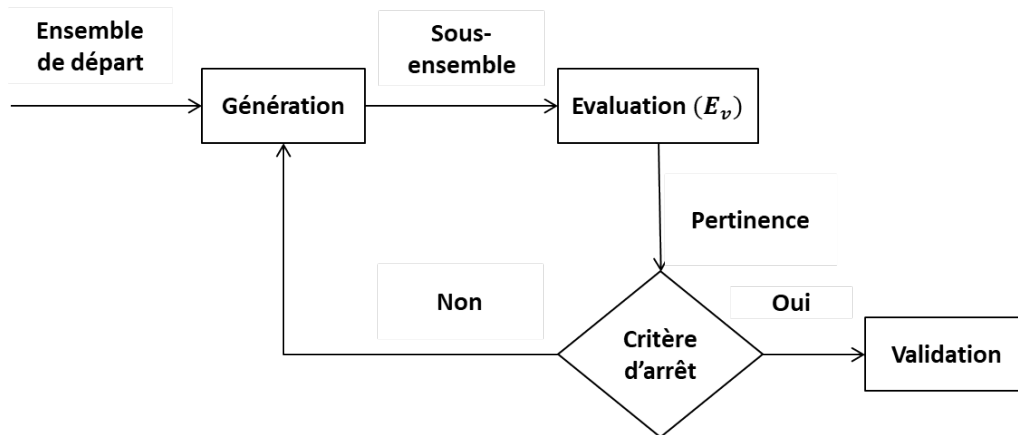 Ensemble
de départ
Sous-
ensemble
Génération
Evaluation (E_v)
Pertinence
Non
Oui
Critère
d'arrêt
Validation